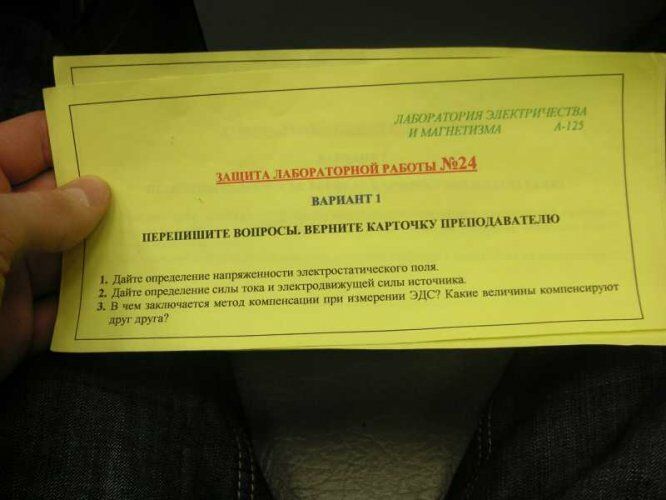 ЛАБОРАТОРИЯ ЭЛЕКТРИЧЕСТВА
И МАГНЕТИЗМА А-125
ЗАЩИТА ЛАБОРАТОРНОЙ РАБОТЫ №24
ВАРИАНТ 1
ПЕРЕПИШИТЕ ВОПРОСЫ. ВЕРНИТЕ КАРТОЧКУ ПРЕПОДАВАТЕЛЮ
1. Дайте определение напряженности электростатического поля.
2. Дайте определение силы тока и электродвижущей силы источника.
3. В чем заключается метод компенсации при измерении ЭДС? Какие величины компенсируют
друг друга?